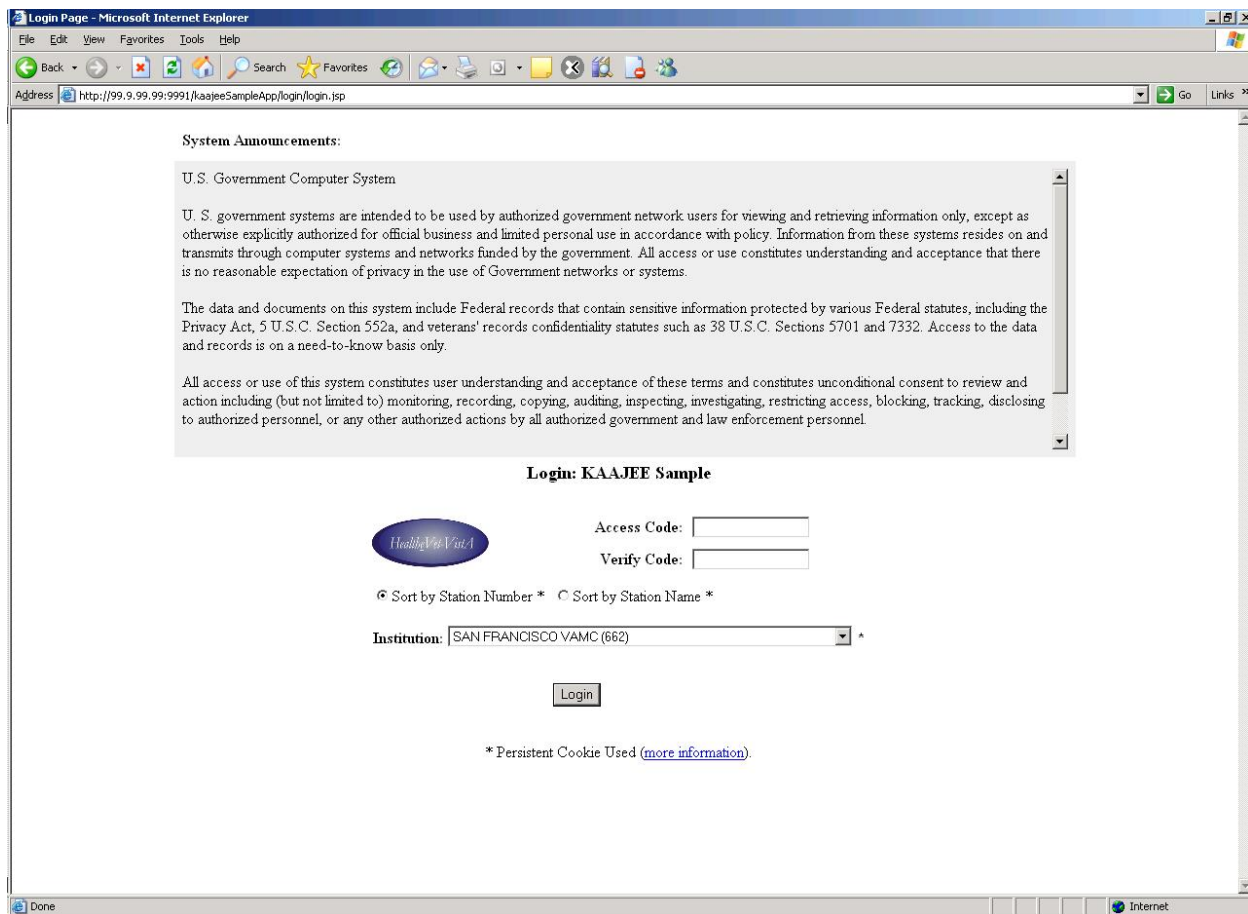 Login Page - Microsoft Internet Explorer
File Edit View Favorites Tools Help
Back Search Favorites
Address http://99.9.99.99:9991/kaajeeSampleApp/login/login.jsp Go Links »
System Announcements:
U.S. Government Computer System
U. S. government systems are intended to be used by authorized government network users for viewing and retrieving information only, except as
otherwise explicitly authorized for official business and limited personal use in accordance with policy. Information from these systems resides on and
transmits through computer systems and networks funded by the government. All access or use constitutes understanding and acceptance that there
is no reasonable expectation of privacy in the use of Government networks or systems.
The data and documents on this system include Federal records that contain sensitive information protected by various Federal statutes, including the
Privacy Act, 5 U.S.C. Section 552a, and veterans' records confidentiality statutes such as 38 U.S.C. Sections 5701 and 7332. Access to the data
and records is on a need-to-know basis only.
All access or use of this system constitutes user understanding and acceptance of these terms and constitutes unconditional consent to review and
action including (but not limited to) monitoring, recording, copying, auditing, inspecting, investigating, restricting access, blocking, tracking, disclosing
to authorized personnel, or any other authorized actions by all authorized government and law enforcement personnel.
Login: KAAJEE Sample
HealtheVet-VistA
Access Code:
Verify Code:
Sort by Station Number * Sort by Station Name *
Institution: SAN FRANCISCO VAMC (662) *
Login
* Persistent Cookie Used (more information).
Done Internet